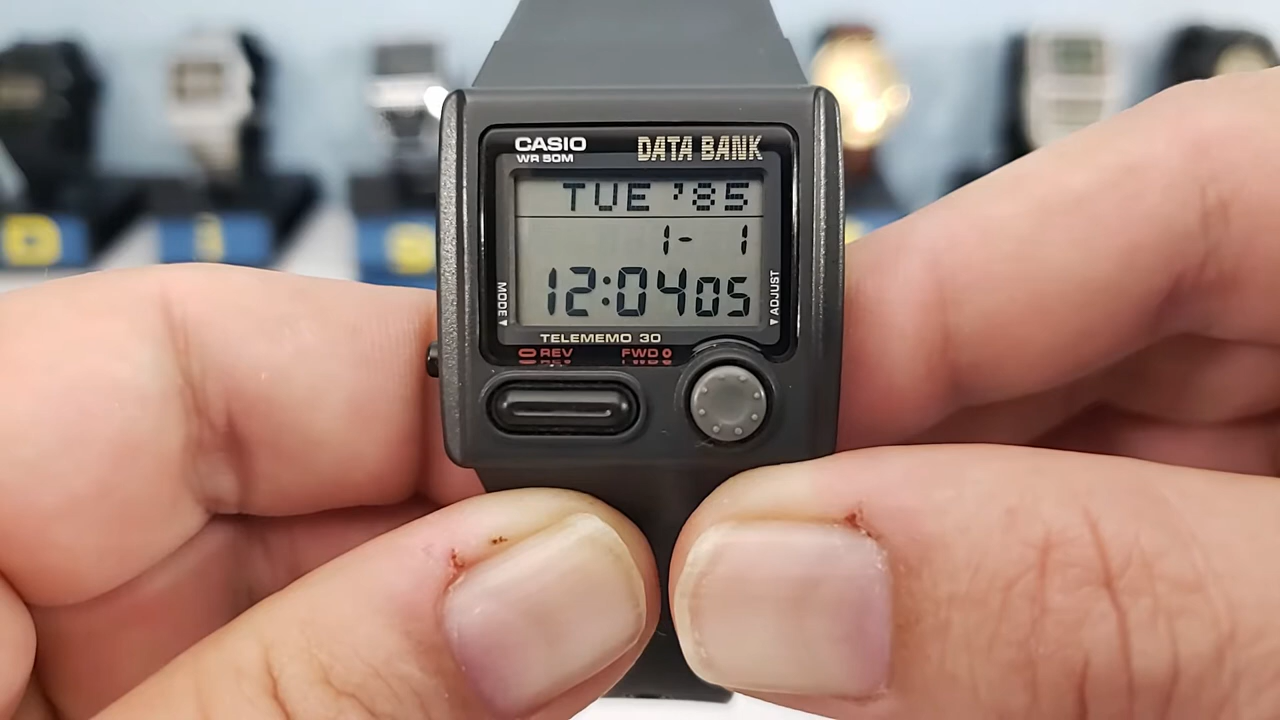 CASIO DATA BANK
WR 50M
TUE '85
1- 1
12:04 05
MODE
ADJUST
TELEMEMO 30
REV FWD